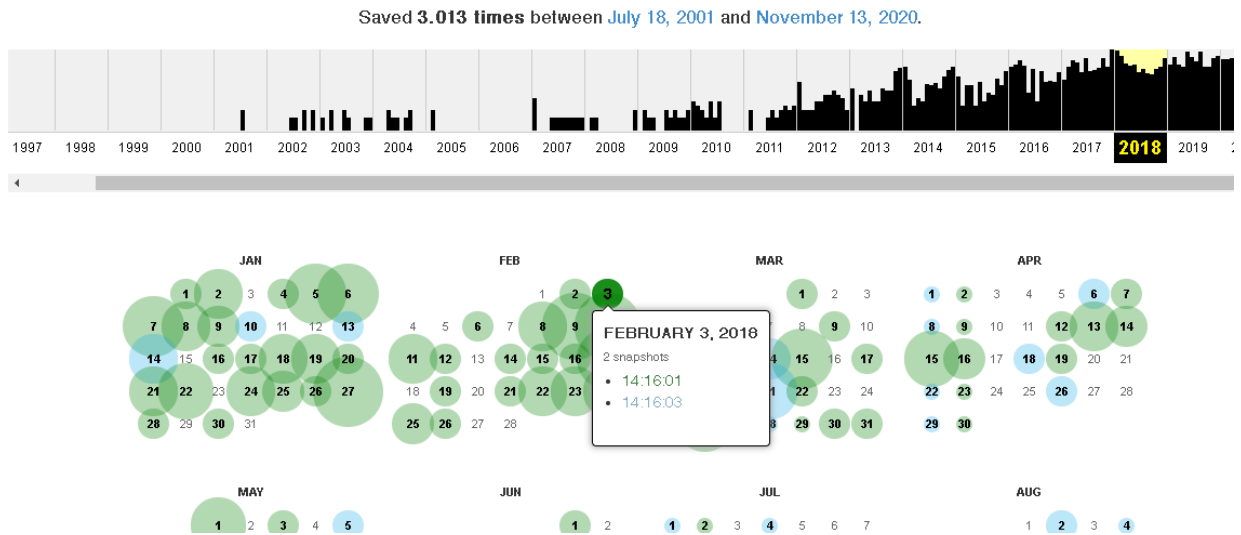 Saved 3.013 times between July 18, 2001 and November 13, 2020.
1997 1998 1999 2000 2001 2002 2003 2004 2005 2006 2007 2008 2009 2010 2011 2012 2013 2014 2015 2016 2017 2018 2019 2
JAN FEB MAR APR
1 2 3 4 5 6 1 2 3 1 2 3 1 2 3 4 5 6 7
7 8 9 10 11 12 13 4 5 6 7 8 9 8 9 10 8 9 10 11 12 13 14
14 15 16 17 18 19 20 11 12 13 14 15 16 4 15 16 17 15 16 17 18 19 20 21
21 22 23 24 25 26 27 18 19 20 21 22 23 1 22 23 24 22 23 24 25 26 27 28
28 29 30 31 25 26 27 28 8 29 30 31 29 30
FEBRUARY 3, 2018
2 snapshots
14:16:01
14:16:03
MAY JUN JUL AUG
1 2 3 4 5 1 2 1 2 3 4 5 6 7 1 2 3 4